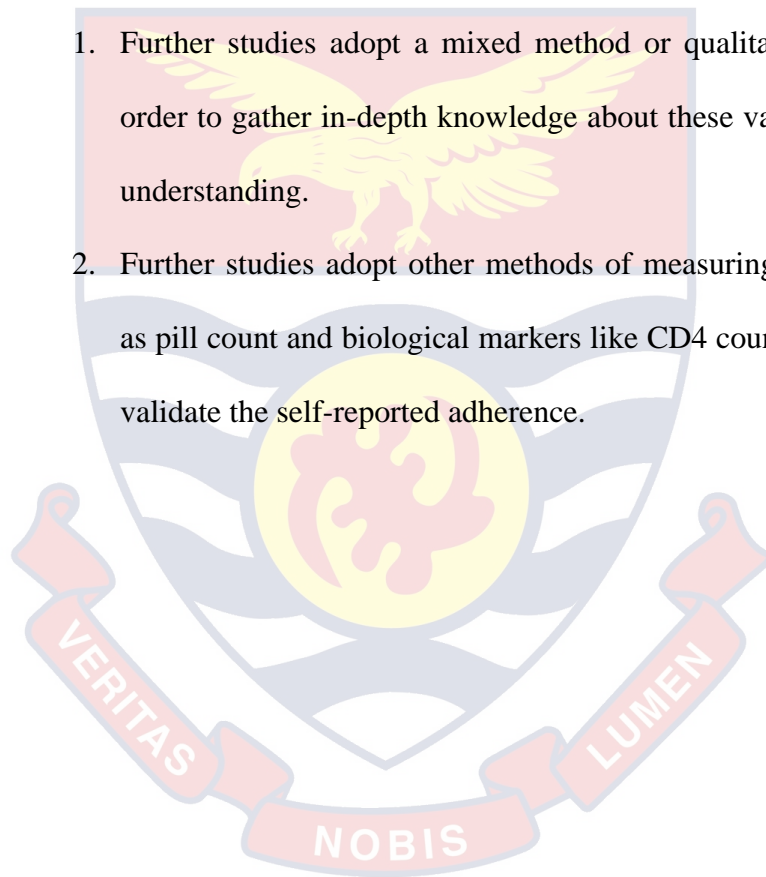 1. Further studies adopt a mixed method or qualita
order to gather in-depth knowledge about these va
understanding.
2. Further studies adopt other methods of measuring
as pill count and biological markers like CD4 coun
validate the self-reported adherence.
VERITAS
NOBIS
LUMEN